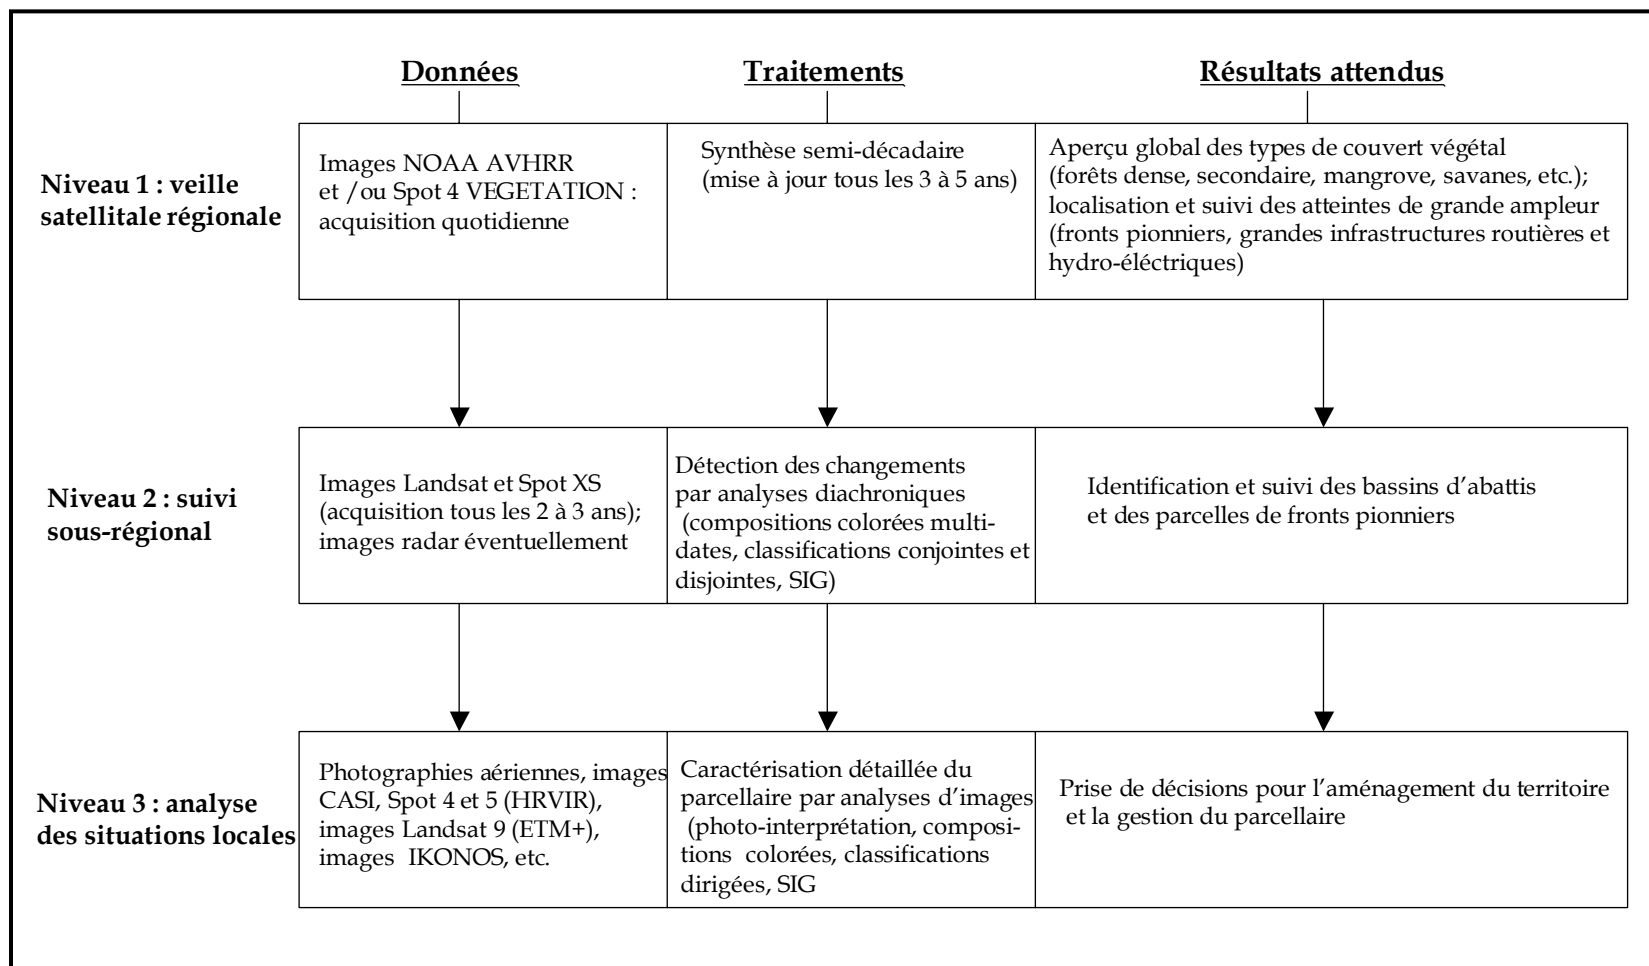 Données
Traitements
Résultats attendus
Niveau 1 : veille
satellitale régionale
Images NOAA AVHRR
et /ou Spot 4 VEGETATION :
acquisition quotidienne
Synthèse semi-décadaire
(mise à jour tous les 3 à 5 ans)
Aperçu global des types de couvert végétal
(forêts dense, secondaire, mangrove, savanes, etc.);
localisation et suivi des atteintes de grande ampleur
(fronts pionniers, grandes infrastructures routières et
hydro-éléctriques)
Niveau 2 : suivi
sous-régional
Images Landsat et Spot XS
(acquisition tous les 2 à 3 ans);
images radar éventuellement
Détection des changements
par analyses diachroniques
(compositions colorées multi-
dates, classifications conjointes et
disjointes, SIG)
Identification et suivi des bassins d'abattis
et des parcelles de fronts pionniers
Niveau 3 : analyse
des situations locales
Photographies aériennes, images
CASI, Spot 4 et 5 (HRVIR),
images Landsat 9 (ETM+),
images IKONOS, etc.
Caractérisation détaillée du
parcellaire par analyses d'images
(photo-interprétation, composi-
tions colorées, classifications
dirigées, SIG
Prise de décisions pour l'aménagement du territoire
et la gestion du parcellaire